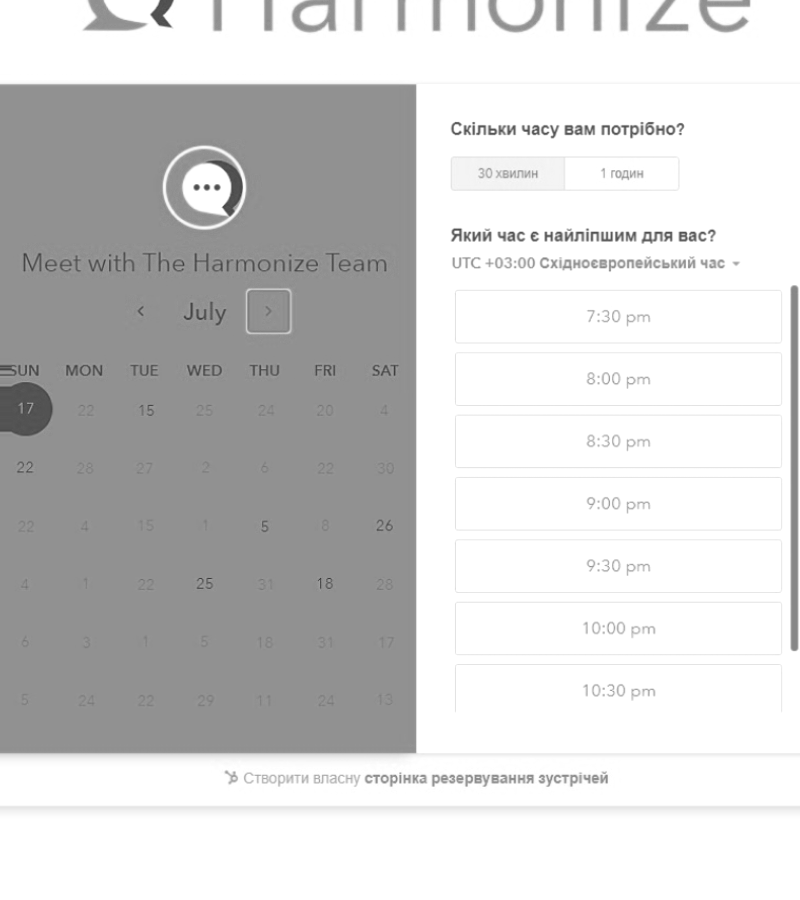 Harmonize
Meet with The Harmonize Team
July
SUN MON TUE WED THU FRI SAT
17 22 15 25 24 20 4
22 28 27 2 6 22 30
22 4 15 1 5 8 26
4 1 22 25 31 18 28
6 3 1 5 18 31 17
5 24 22 29 11 24 13
Скільки часу вам потрібно?
30 хвилин 1 годин
Який час є найліпшим для вас?
UTC +03:00 Східноєвропейський час
7:30 pm
8:00 pm
8:30 pm
9:00 pm
9:30 pm
10:00 pm
10:30 pm
Створити власну сторінка резервування зустрічей